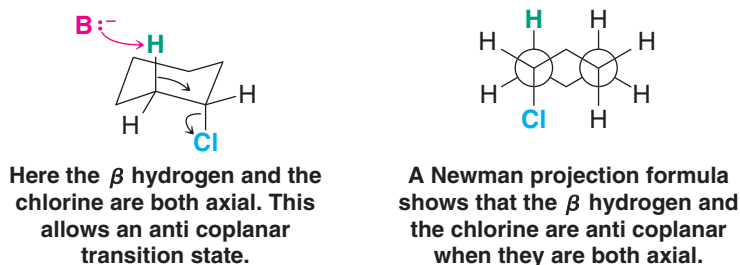 B:−
H
H
H
Cl
H
H
H
H
H
H
H
Cl
H
Here the β hydrogen and the
chlorine are both axial. This
allows an anti coplanar
transition state.
A Newman projection formula
shows that the β hydrogen and
the chlorine are anti coplanar
when they are both axial.